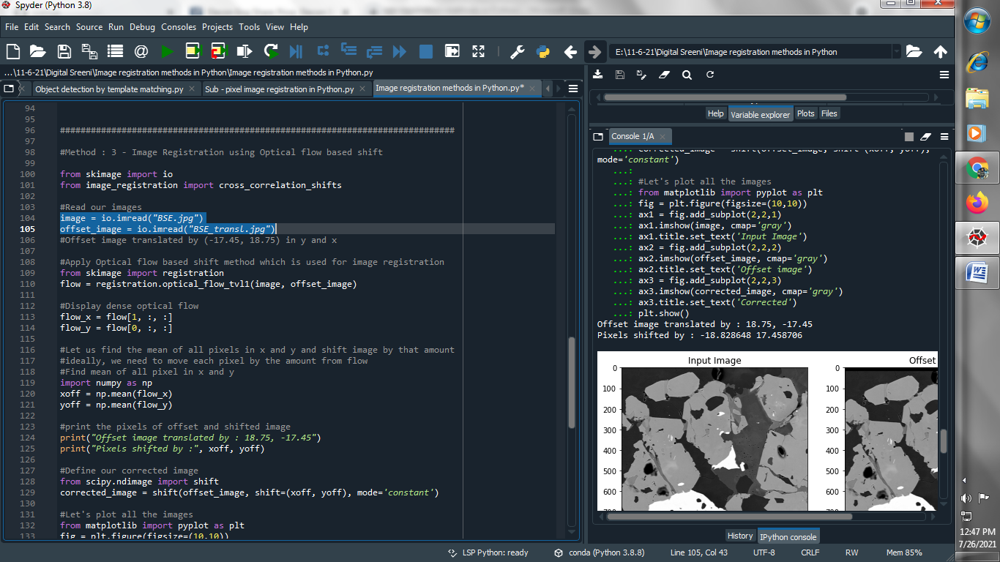 Spyder (Python 3.8)
File Edit Search Source Run Debug Consoles Projects Tools View Help
E:\11-6-21\Digital Sreeni\Image registration methods in Python
...\11-6-21\Digital Sreeni\Image registration methods in Python\Image registration methods in Python.py
Object detection by template matching.py
Sub - pixel image registration in Python.py
Image registration methods in Python.py*
94
95
96 ############################################################################
97
98 #Method : 3 - Image Registration using Optical flow based shift
99
100 from skimage import io
101 from image_registration import cross_correlation_shifts
102
103 #Read our images
104 image = io.imread("BSE.jpg")
105 offset_image = io.imread("BSE_transl.jpg")
106 #Offset image translated by (-17.45, 18.75) in y and x
107
108 #Apply Optical flow based shift method which is used for image registration
109 from skimage import registration
110 flow = registration.optical_flow_tvl1(image, offset_image)
111
112 #Display dense optical flow
113 flow_x = flow[1, :, :]
114 flow_y = flow[0, :, :]
115
116 #Let us find the mean of all pixels in x and y and shift image by that amount
117 #ideally, we need to move each pixel by the amount from flow
118 #Find mean of all pixel in x and y
119 import numpy as np
120 xoff = np.mean(flow_x)
121 yoff = np.mean(flow_y)
122
123 #print the pixels of offset and shifted image
124 print("Offset image translated by : 18.75, -17.45")
125 print("Pixels shifted by :", xoff, yoff)
126
127 #Define our corrected image
128 from scipy.ndimage import shift
129 corrected_image = shift(offset_image, shift=(xoff, yoff), mode='constant')
130
131 #Let's plot all the images
132 from matplotlib import pyplot as plt
133 fig = plt.figure(figsize=(10,10))
Help Variable explorer Plots Files
Console 1/A
...: corrected_image = shift(offset_image, shift=(xoff, yoff),
mode='constant')
...:
...: #Let's plot all the images
...: from matplotlib import pyplot as plt
...: fig = plt.figure(figsize=(10,10))
...: ax1 = fig.add_subplot(2,2,1)
...: ax1.imshow(image, cmap='gray')
...: ax1.title.set_text('Input Image')
...: ax2 = fig.add_subplot(2,2,2)
...: ax2.imshow(offset_image, cmap='gray')
...: ax2.title.set_text('Offset image')
...: ax3 = fig.add_subplot(2,2,3)
...: ax3.imshow(corrected_image, cmap='gray')
...: ax3.title.set_text('Corrected')
...: plt.show()
Offset image translated by : 18.75, -17.45
Pixels shifted by : -18.828648 17.458706
Input Image
0
100
200
300
400
500
600
700
Offset
0
100
200
300
400
500
600
History IPython console
LSP Python: ready conda (Python 3.8.8) Line 105, Col 43 UTF-8 CRLF RW Mem 85%
12:47 PM
7/26/2021